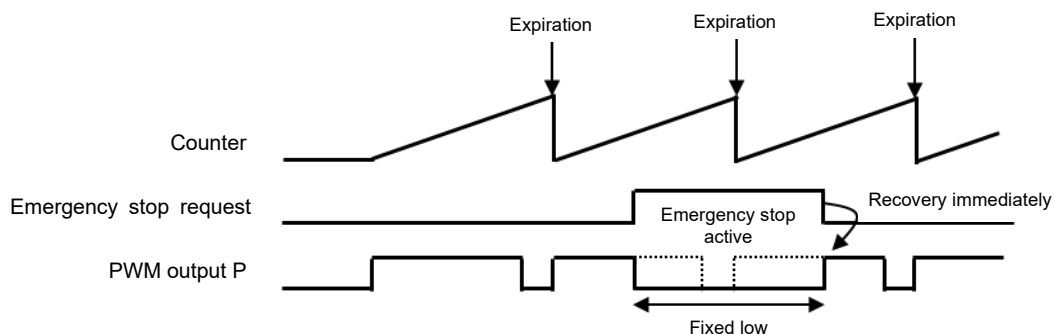 Expiration
Expiration
Expiration
Counter
Emergency stop request
Emergency stop
active
Recovery immediately
PWM output P
Fixed low